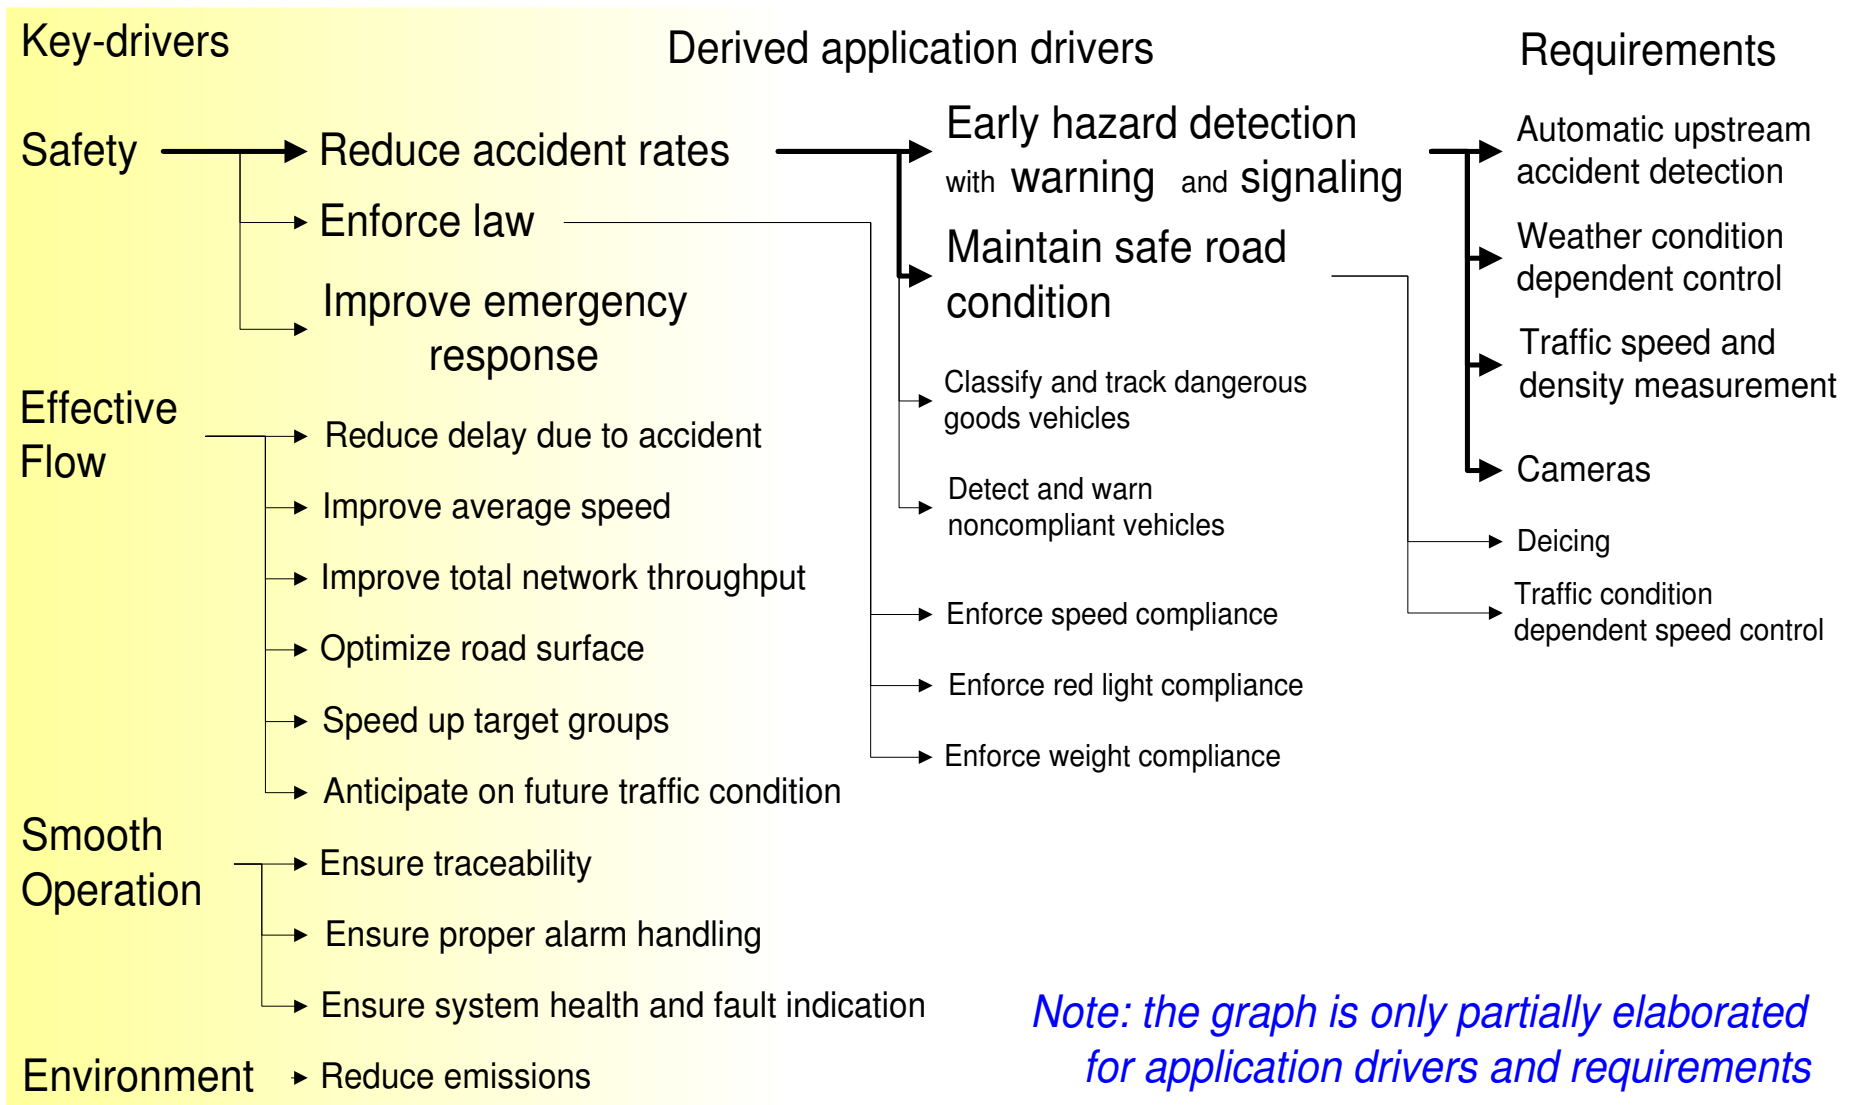 Key-drivers
Derived application drivers
Requirements
Safety
Reduce accident rates
Enforce law
Improve emergency
response
Effective
Flow
Reduce delay due to accident
Improve average speed
Improve total network throughput
Optimize road surface
Speed up target groups
Anticipate on future traffic condition
Smooth
Operation
Ensure traceability
Ensure proper alarm handling
Ensure system health and fault indication
Environment
Reduce emissions
Early hazard detection
with warning and signaling
Maintain safe road
condition
Classify and track dangerous
goods vehicles
Detect and warn
noncompliant vehicles
Enforce speed compliance
Enforce red light compliance
Enforce weight compliance
Automatic upstream
accident detection
Weather condition
dependent control
Traffic speed and
density measurement
Cameras
Deicing
Traffic condition
dependent speed control
Note: the graph is only partially elaborated
for application drivers and requirements